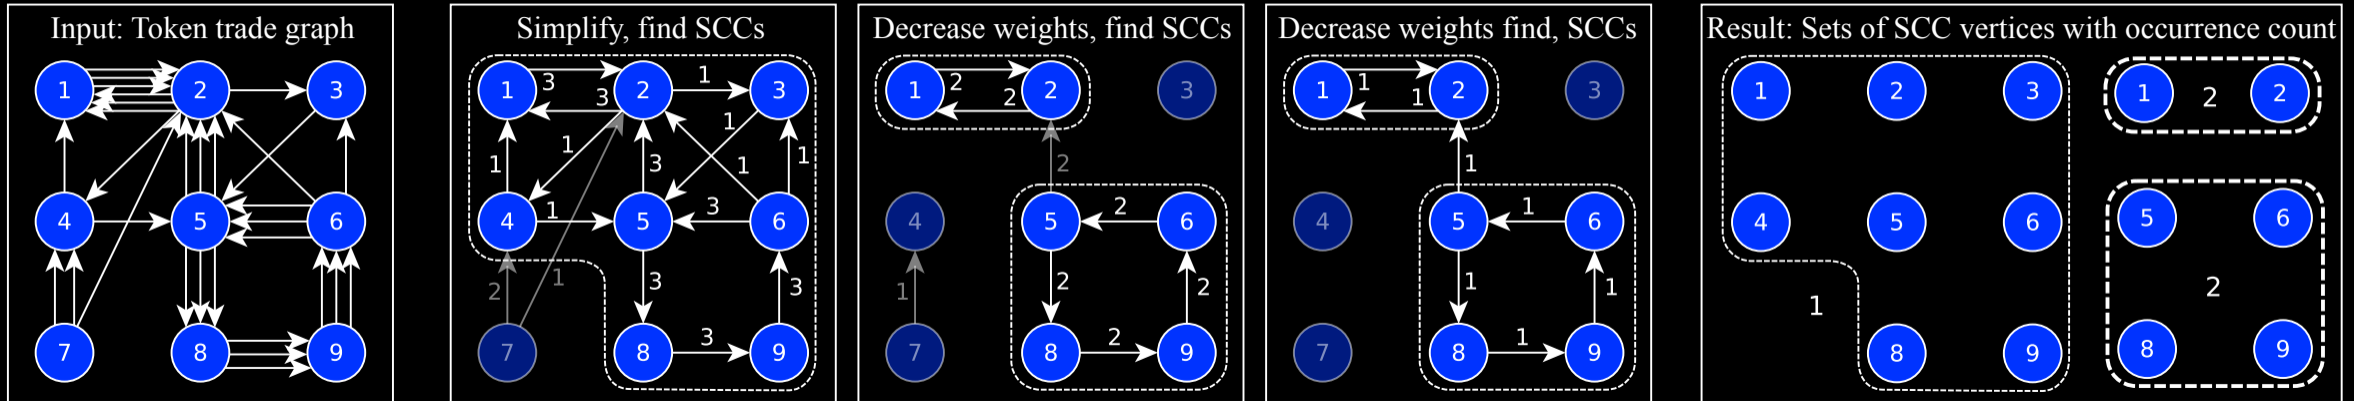 Input: Token trade graph
1 2 3
4 5 6
7 8 9
Simplify, find SCCs
1 3 3 2 1 3
1 1 3 1 1 1
4 1 5 3 6
2 1 3 3
7 8 3 9
Decrease weights, find SCCs
1 2 2 2 3
2
4 5 2 6
1 2 2
7 8 2 9
Decrease weights find, SCCs
1 1 1 2 3
1
4 5 1 6
1 1
7 8 1 9
Result: Sets of SCC vertices with occurrence count
1 2 3
4 5 6
1
8 9
1 2 2
5 6
2
8 9